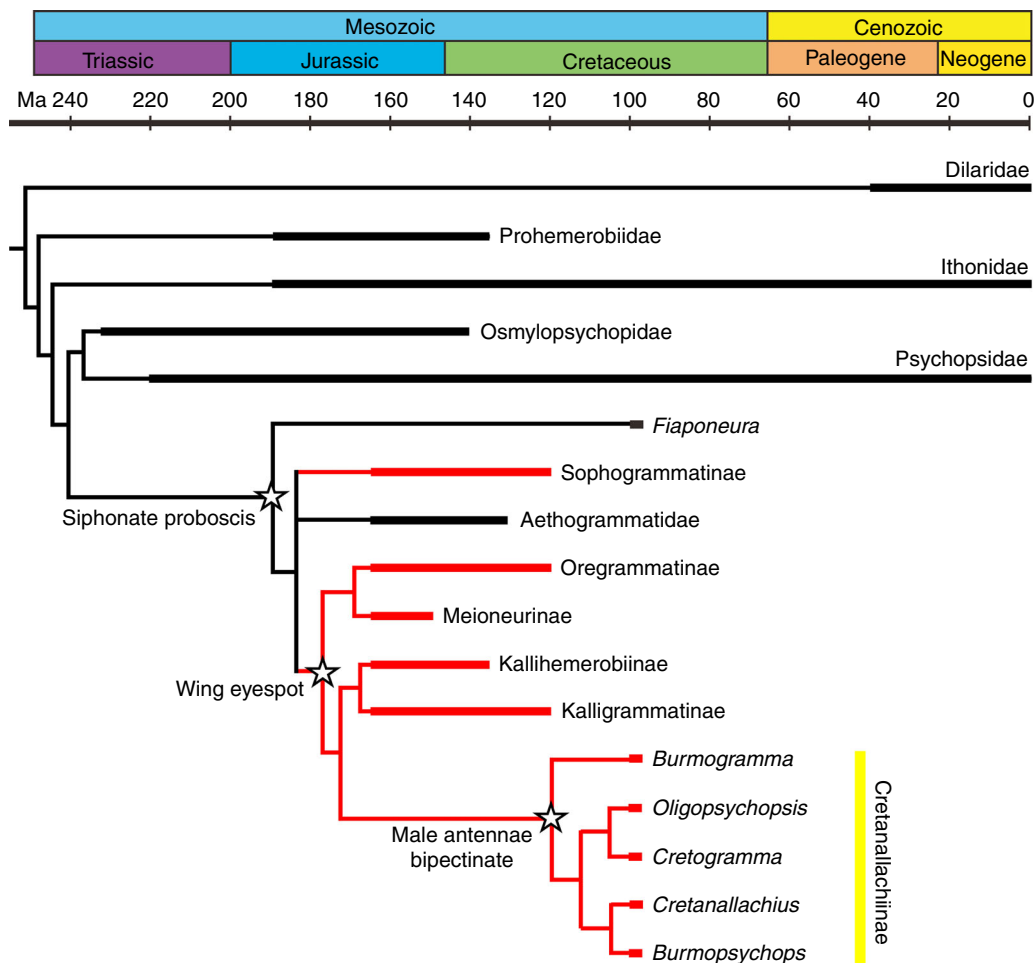 Mesozoic Cenozoic
Triassic Jurassic Cretaceous Paleogene Neogene
Ma 240 220 200 180 160 140 120 100 80 60 40 20 0
Dilaridae
Prohemerobiidae
Ithonidae
Osmylopsychopidae
Psychopsidae
Fiaponeura
Sophogrammatinae
Siphonate proboscis
Aethogrammatidae
Oregrammatinae
Meioneurinae
Kallihemerobiinae
Wing eyespot
Kalligrammatinae
Burmogramma
Oligopsychopsis
Male antennae
bipectinate
Cretogramma
Cretanallachius
Burmopsychops
Cretanallachiinae